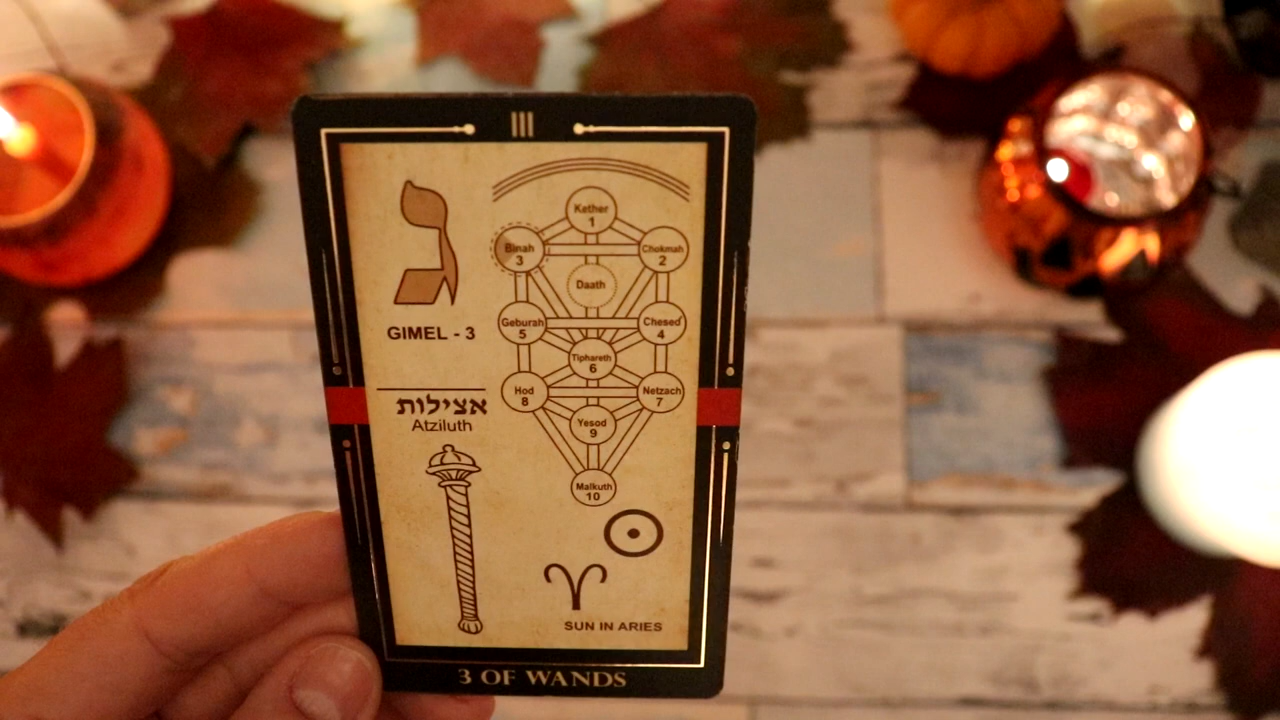 III
ג
GIMEL - 3
אצילות
Atziluth
Kether
1
Binah
3
Chokmah
2
Daath
Geburah
5
Chesed
4
Tiphareth
6
Hod
8
Netzach
7
Yesod
9
Malkuth
10
SUN IN ARIES
3 OF WANDS